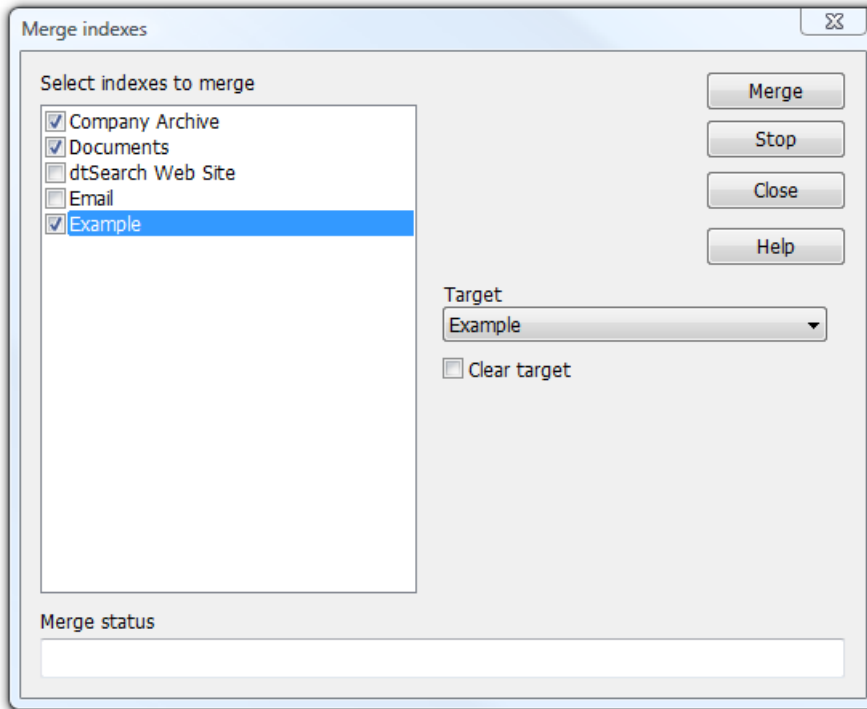 Merge indexes
Select indexes to merge
Company Archive
Documents
dtSearch Web Site
Email
Example
Merge
Stop
Close
Help
Target
Example
Clear target
Merge status